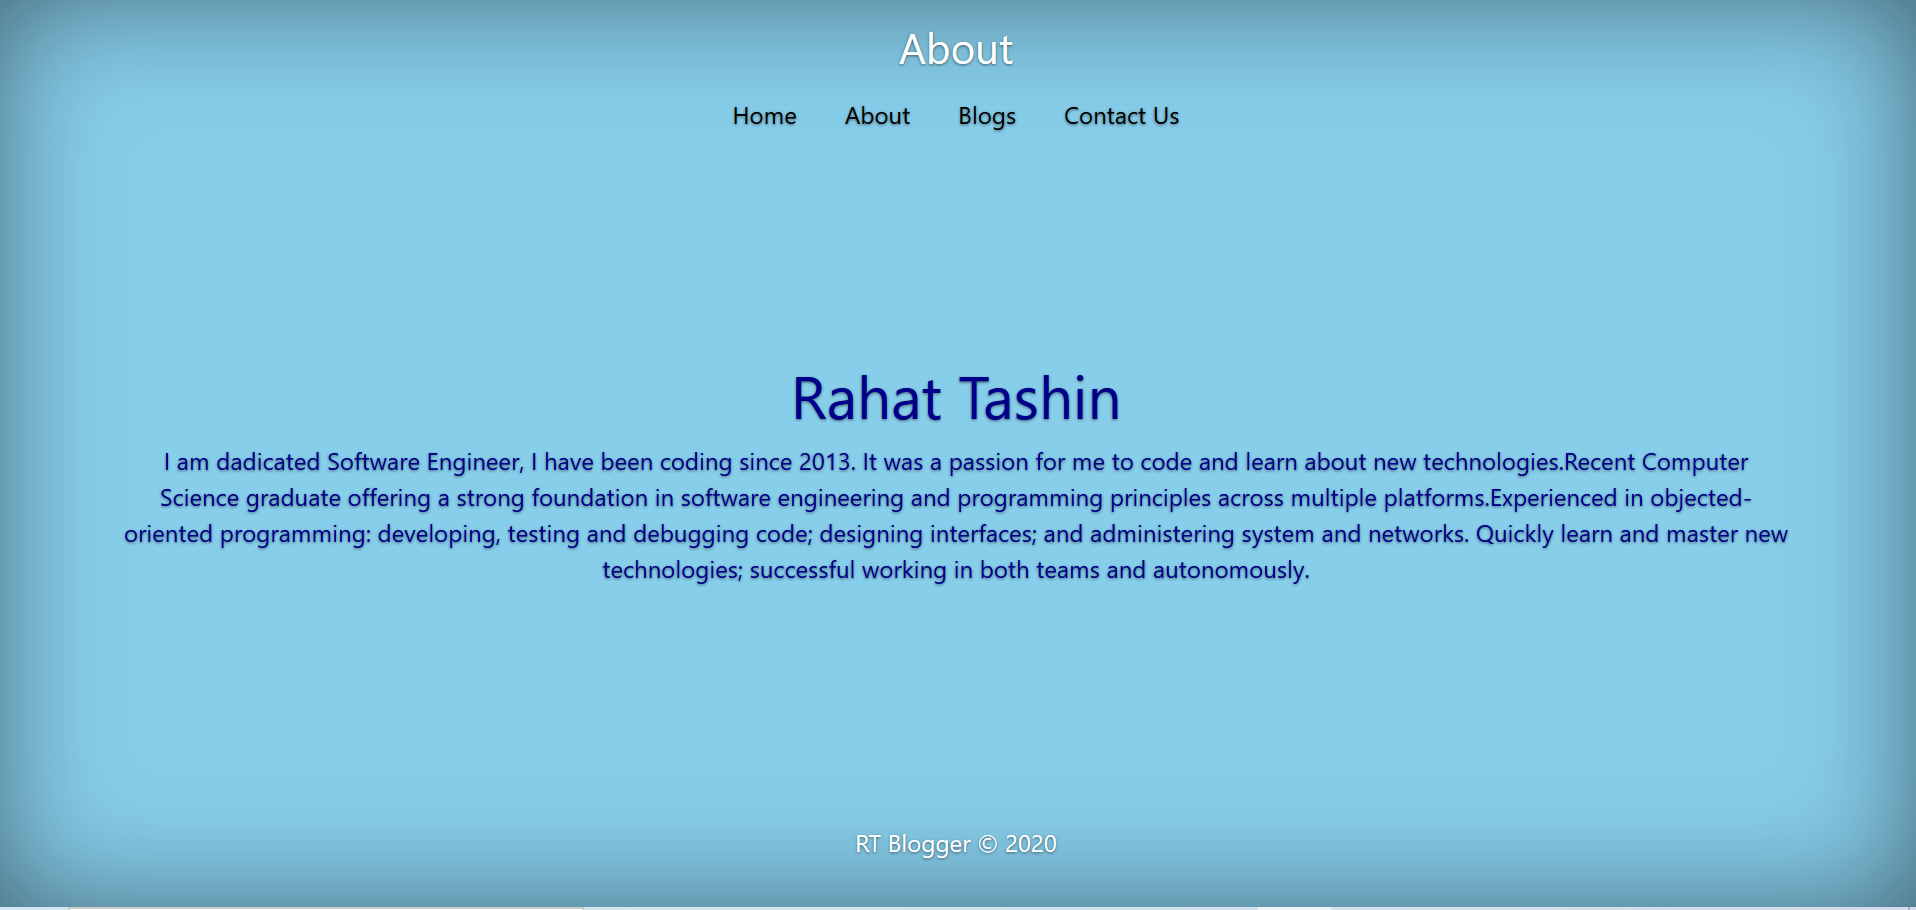 About
Home About Blogs Contact Us
Rahat Tashin
I am dadicated Software Engineer, I have been coding since 2013. It was a passion for me to code and learn about new technologies.Recent Computer
Science graduate offering a strong foundation in software engineering and programming principles across multiple platforms.Experienced in objected-
oriented programming: developing, testing and debugging code; designing interfaces; and administering system and networks. Quickly learn and master new
technologies; successful working in both teams and autonomously.
RT Blogger © 2020